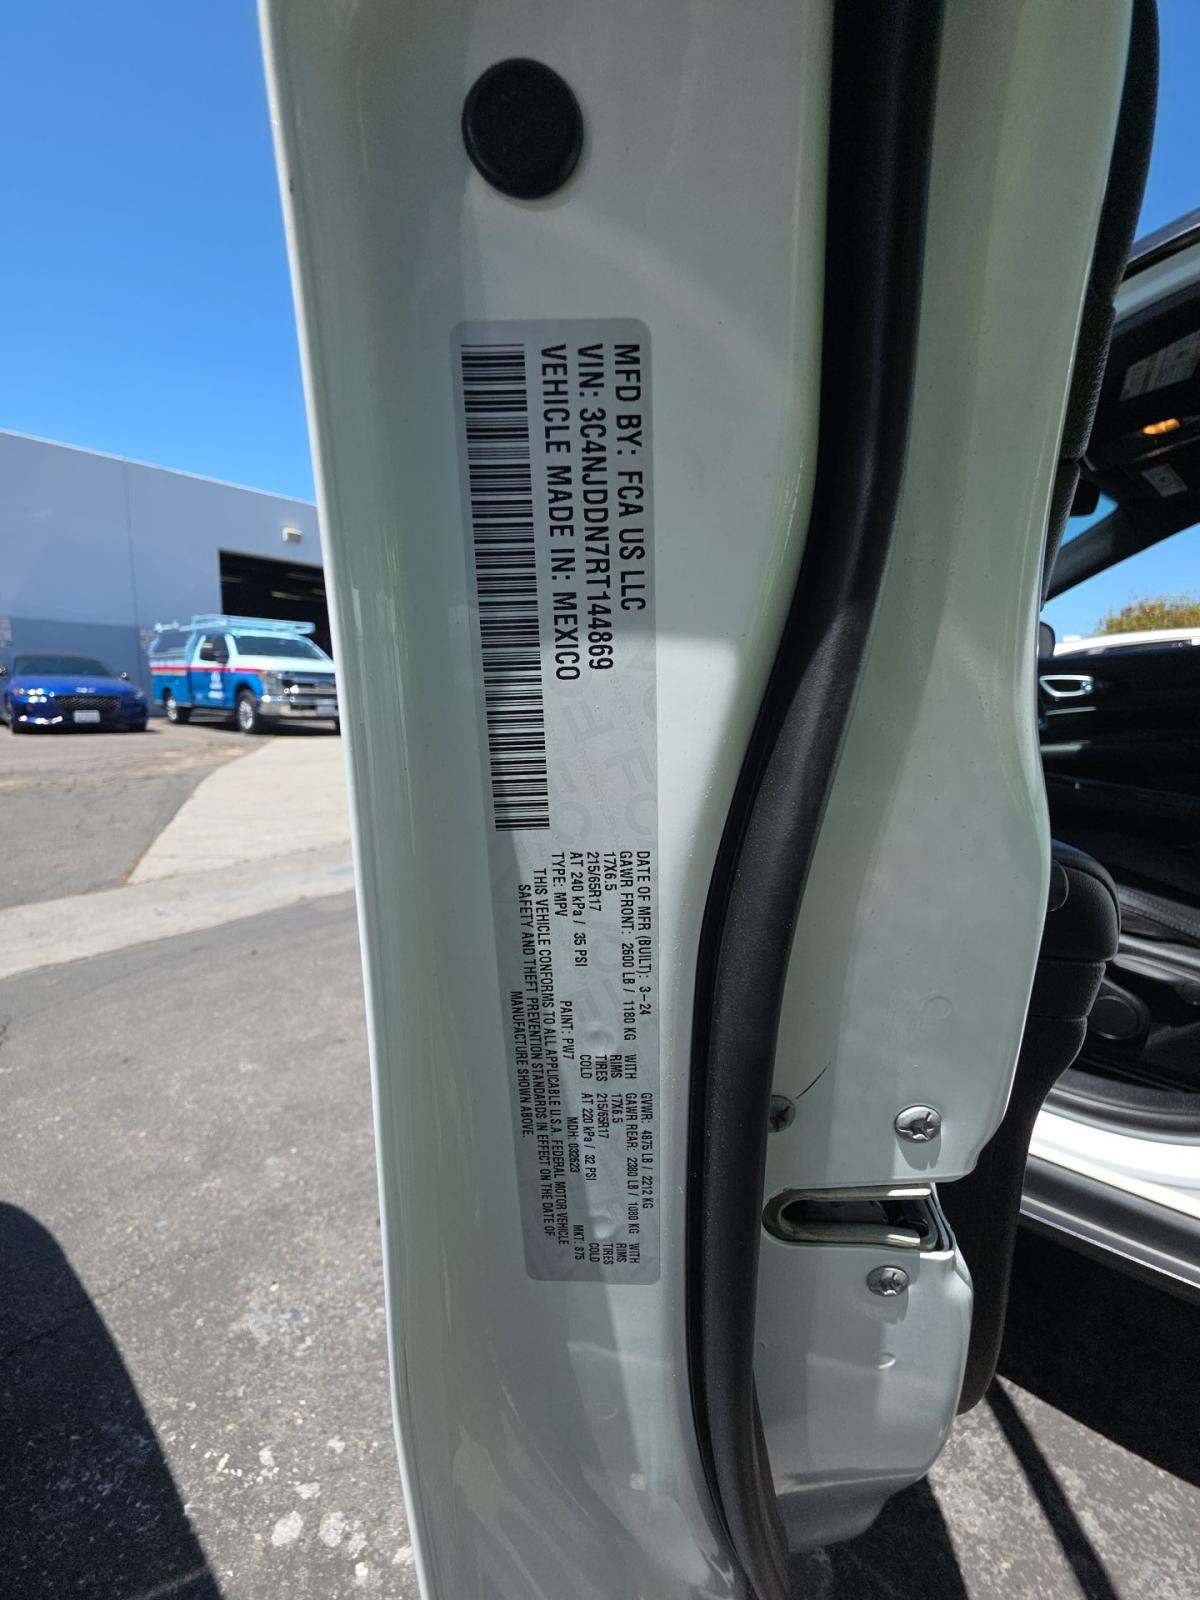 MFD BY: FCA US LLC
VIN: 3C4NJDDN7RT144869
VEHICLE MADE IN: MEXICO
DATE OF MFR (BUILT): 3-24 GVWR: 4875 LB / 2212 KG
GAWR FRONT: 2600 LB / 1180 KG WITH GAWR REAR: 2380 LB / 1080 KG WITH
17X6.5 RIMS 17X6.5 RIMS
215/65R17 TIRES 215/65R17 TIRES
AT 240 kPa / 35 PSI COLD AT 220 kPa / 32 PSI COLD
TYPE: MPV PAINT: PW7 MDH: 032623 MKT: 875
THIS VEHICLE CONFORMS TO ALL APPLICABLE U.S.A. FEDERAL MOTOR VEHICLE
SAFETY AND THEFT PREVENTION STANDARDS IN EFFECT ON THE DATE OF
MANUFACTURE SHOWN ABOVE.